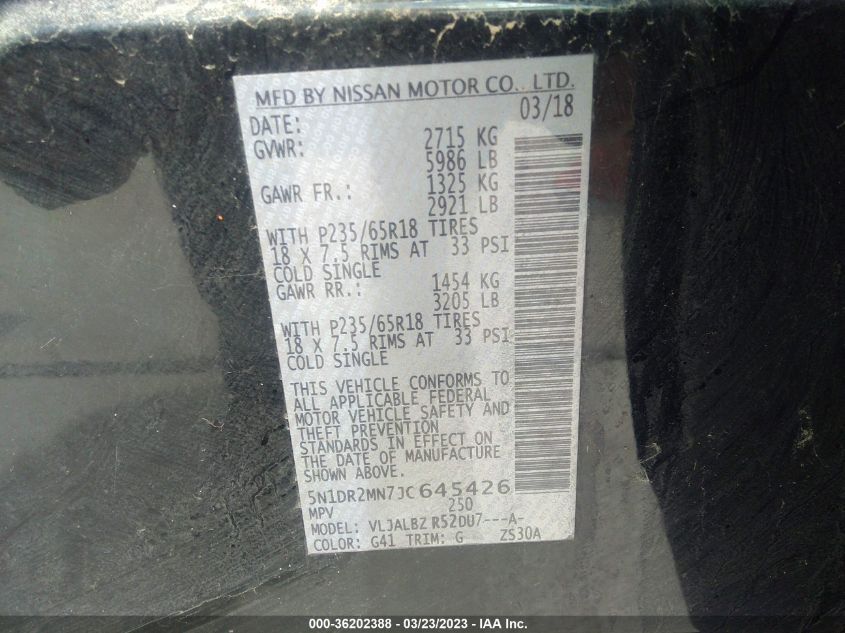 MFD BY NISSAN MOTOR CO., LTD.
DATE: 03/18
GVWR: 2715 KG
5986 LB
GAWR FR.: 1325 KG
2921 LB
WITH P235/65R18 TIRES
18 X 7.5 RIMS AT 33 PSI
COLD SINGLE
GAWR RR.: 1454 KG
3205 LB
WITH P235/65R18 TIRES
18 X 7.5 RIMS AT 33 PSI
COLD SINGLE
THIS VEHICLE CONFORMS TO
ALL APPLICABLE FEDERAL
MOTOR VEHICLE SAFETY AND
THEFT PREVENTION
STANDARDS IN EFFECT ON
THE DATE OF MANUFACTURE
SHOWN ABOVE.
5N1DR2MN7JC645426
MPV 250
MODEL: VLJALBZ R52DU7---A-
COLOR: G41 TRIM: G ZS30A
000-36202388 - 03/23/2023 - IAA Inc.